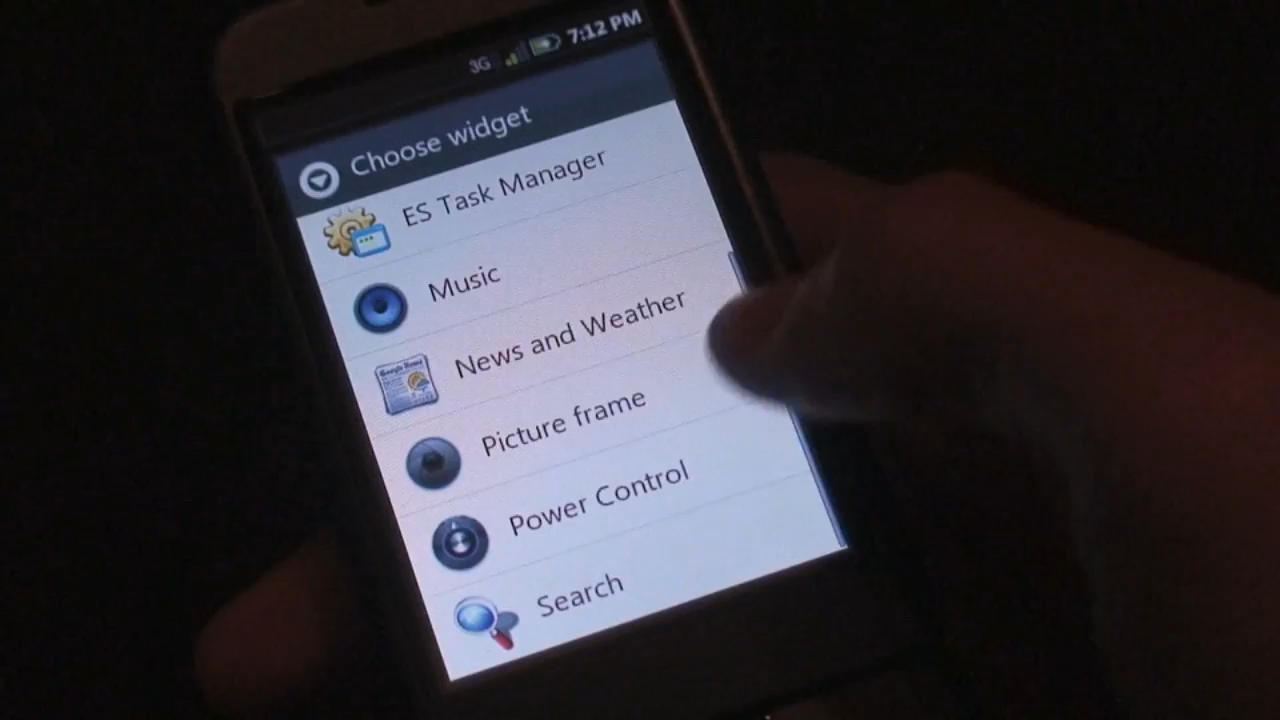 3G 7:12 PM
Choose widget
ES Task Manager
Music
News and Weather
Picture frame
Power Control
Search